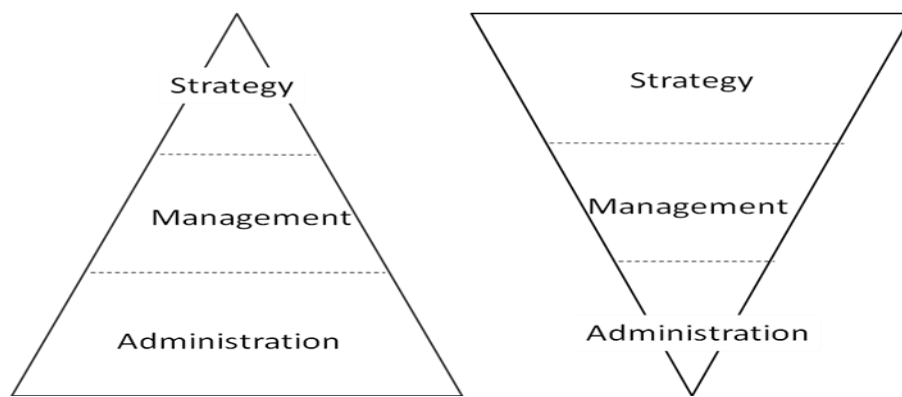 Strategy
Management
Administration
Strategy
Management
Administration